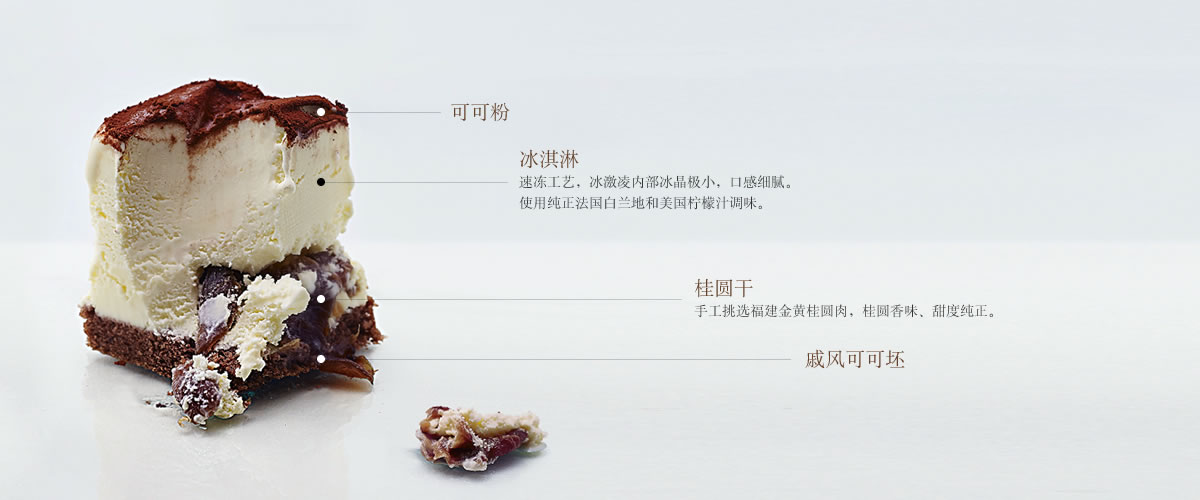 可可粉
冰淇淋
速冻工艺，冰激凌内部冰晶极小，口感细腻。
使用纯正法国白兰地和美国柠檬汁调味。
桂圆干
手工挑选福建金黄桂圆肉，桂圆香味、甜度纯正。
戚风可可坯